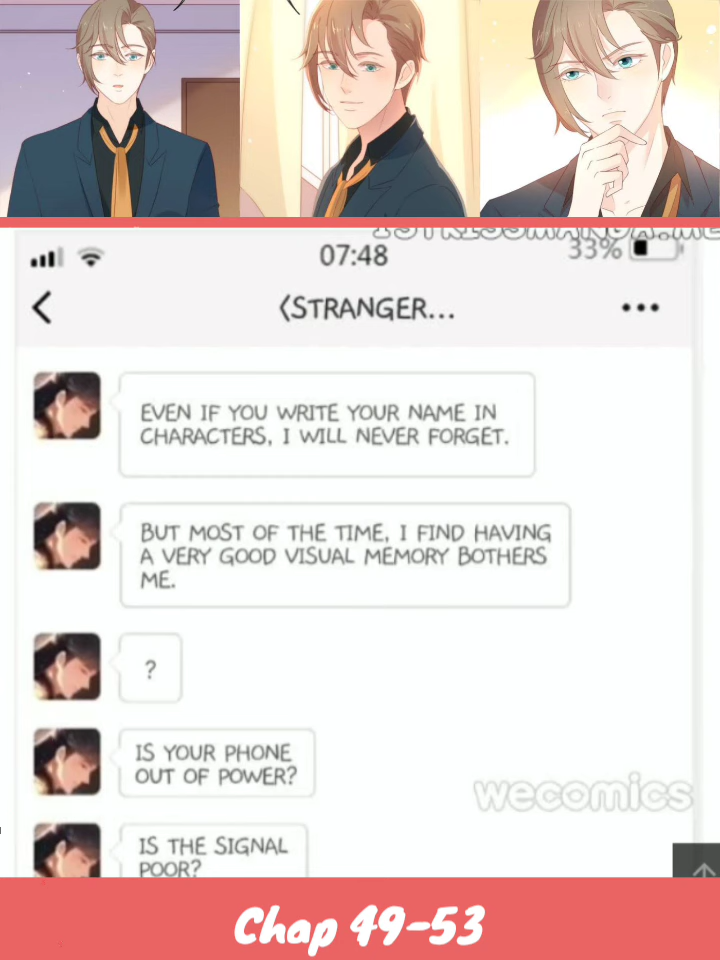 07:48
33%
〈STRANGER...
EVEN IF YOU WRITE YOUR NAME IN
CHARACTERS, I WILL NEVER FORGET.
BUT MOST OF THE TIME, I FIND HAVING
A VERY GOOD VISUAL MEMORY BOTHERS
ME.
?
IS YOUR PHONE
OUT OF POWER?
wecomics
IS THE SIGNAL
POOR?
Chap 49-53